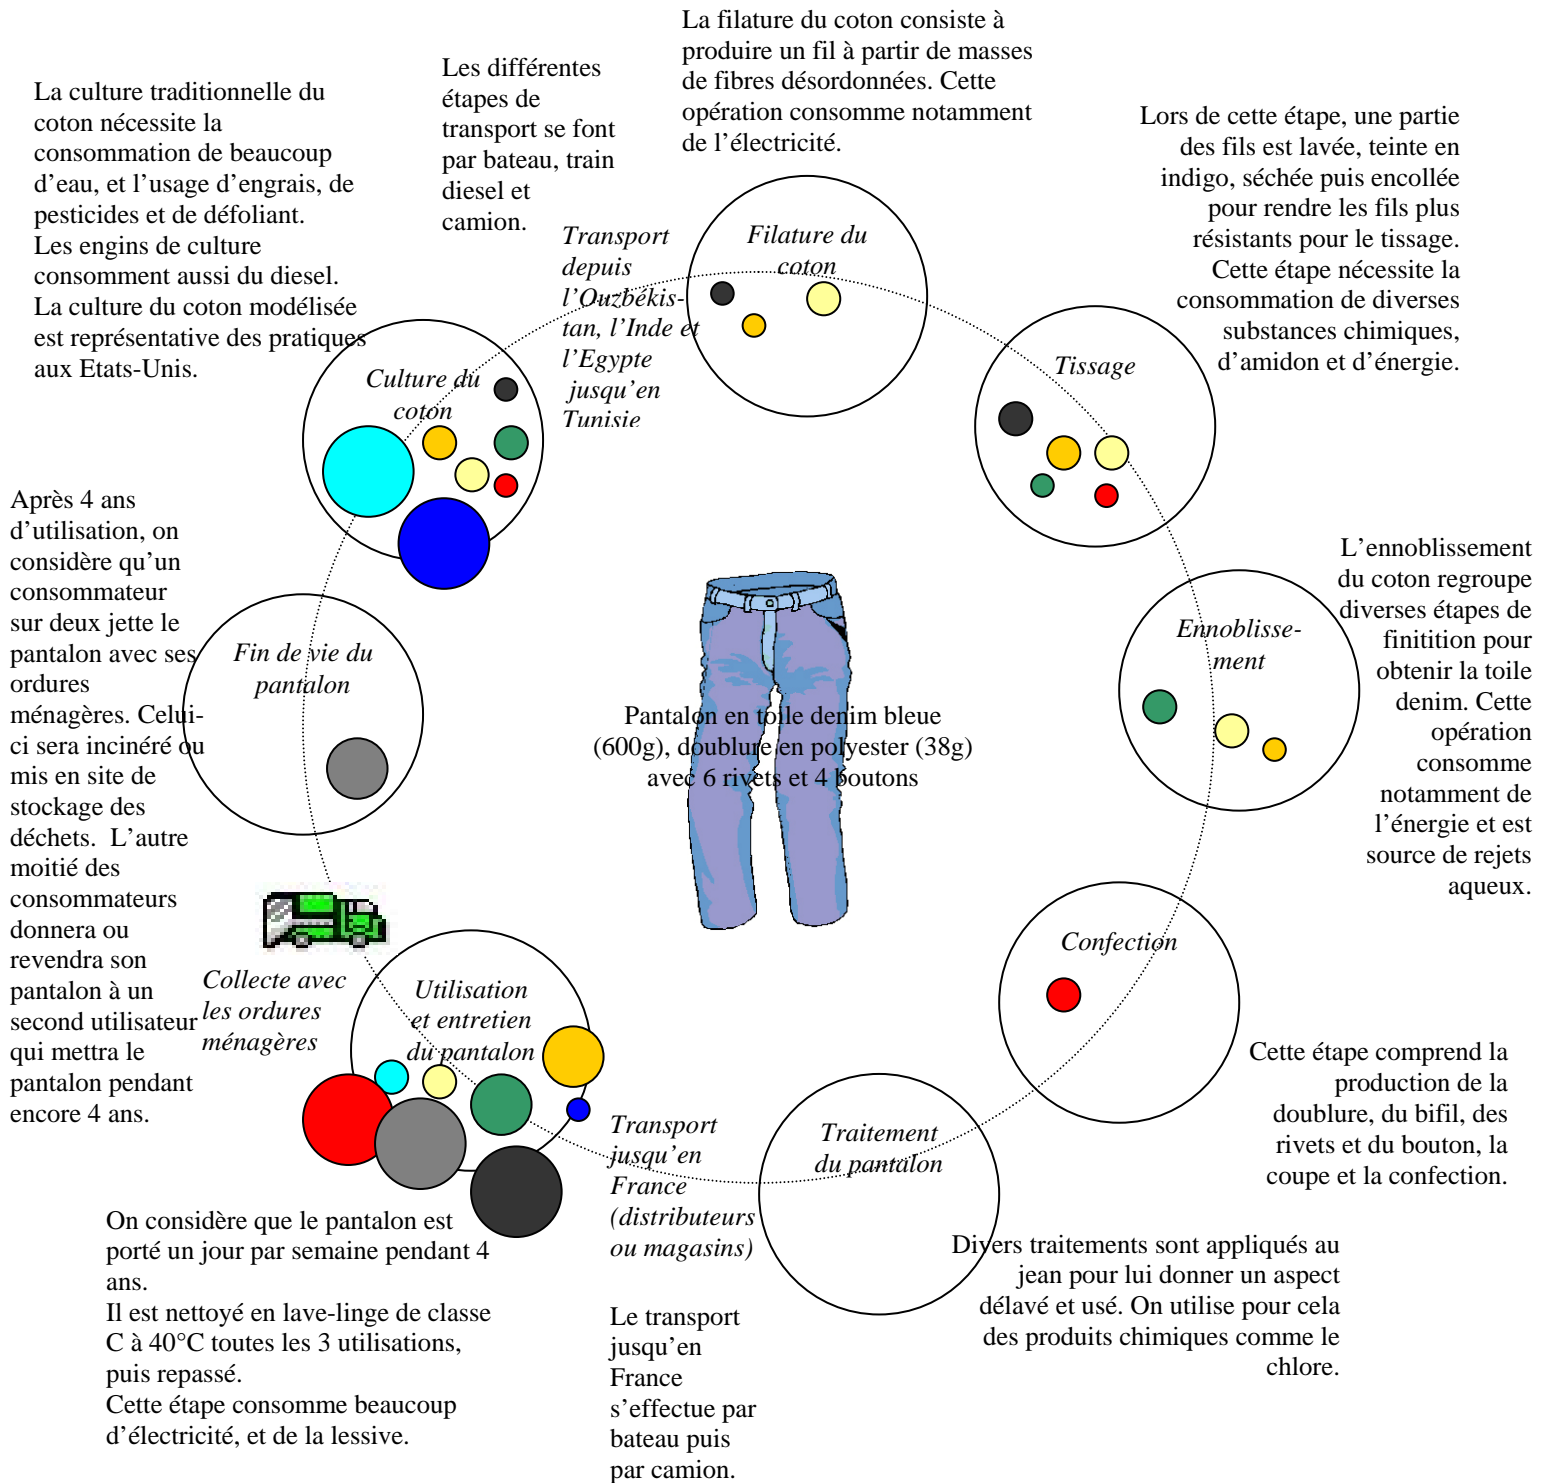 La filature du coton consiste à
produire un fil à partir de masses
de fibres désordonnées. Cette
opération consomme notamment
de l'électricité.
Les différentes
étapes de
transport se font
par bateau, train
diesel et
camion.
La culture traditionnelle du
coton nécessite la
consommation de beaucoup
d'eau, et l'usage d'engrais, de
pesticides et de défoliant.
Les engins de culture
consomment aussi du diesel.
La culture du coton modélisée
est représentative des pratiques
aux Etats-Unis.
Lors de cette étape, une partie
des fils est lavée, teinte en
indigo, séchée puis encollée
pour rendre les fils plus
résistants pour le tissage.
Cette étape nécessite la
consommation de diverses
substances chimiques,
d'amidon et d'énergie.
Transport
depuis
l'Ouzbékis-
tan, l'Inde et
l'Egypte
jusqu'en
Tunisie
Filature du
coton
Tissage
Culture du
coton
Après 4 ans
d'utilisation, on
considère qu'un
consommateur
sur deux jette le
pantalon avec ses
ordures
ménagères. Celui-
ci sera incinéré ou
mis en site de
stockage des
déchets.  L'autre
moitié des
consommateurs
donnera ou
revendra son
pantalon à un
second utilisateur
qui mettra le
pantalon pendant
encore 4 ans.
Fin de vie du
pantalon
Pantalon en toile denim bleue
(600g), doublure en polyester (38g)
avec 6 rivets et 4 boutons
Ennoblisse-
ment
L'ennoblissement
du coton regroupe
diverses étapes de
finitition pour
obtenir la toile
denim. Cette
opération
consomme
notamment de
l'énergie et est
source de rejets
aqueux.
Collecte avec
les ordures
ménagères
Utilisation
et entretien
du pantalon
Confection
Cette étape comprend la
production de la
doublure, du bifil, des
rivets et du bouton, la
coupe et la confection.
Transport
jusqu'en
France
(distributeurs
ou magasins)
Traitement
du pantalon
On considère que le pantalon est
porté un jour par semaine pendant 4
ans.
Il est nettoyé en lave-linge de classe
C à 40°C toutes les 3 utilisations,
puis repassé.
Cette étape consomme beaucoup
d'électricité, et de la lessive.
Le transport
jusqu'en
France
s'effectue par
bateau puis
par camion.
Divers traitements sont appliqués au
jean pour lui donner un aspect
délavé et usé. On utilise pour cela
des produits chimiques comme le
chlore.